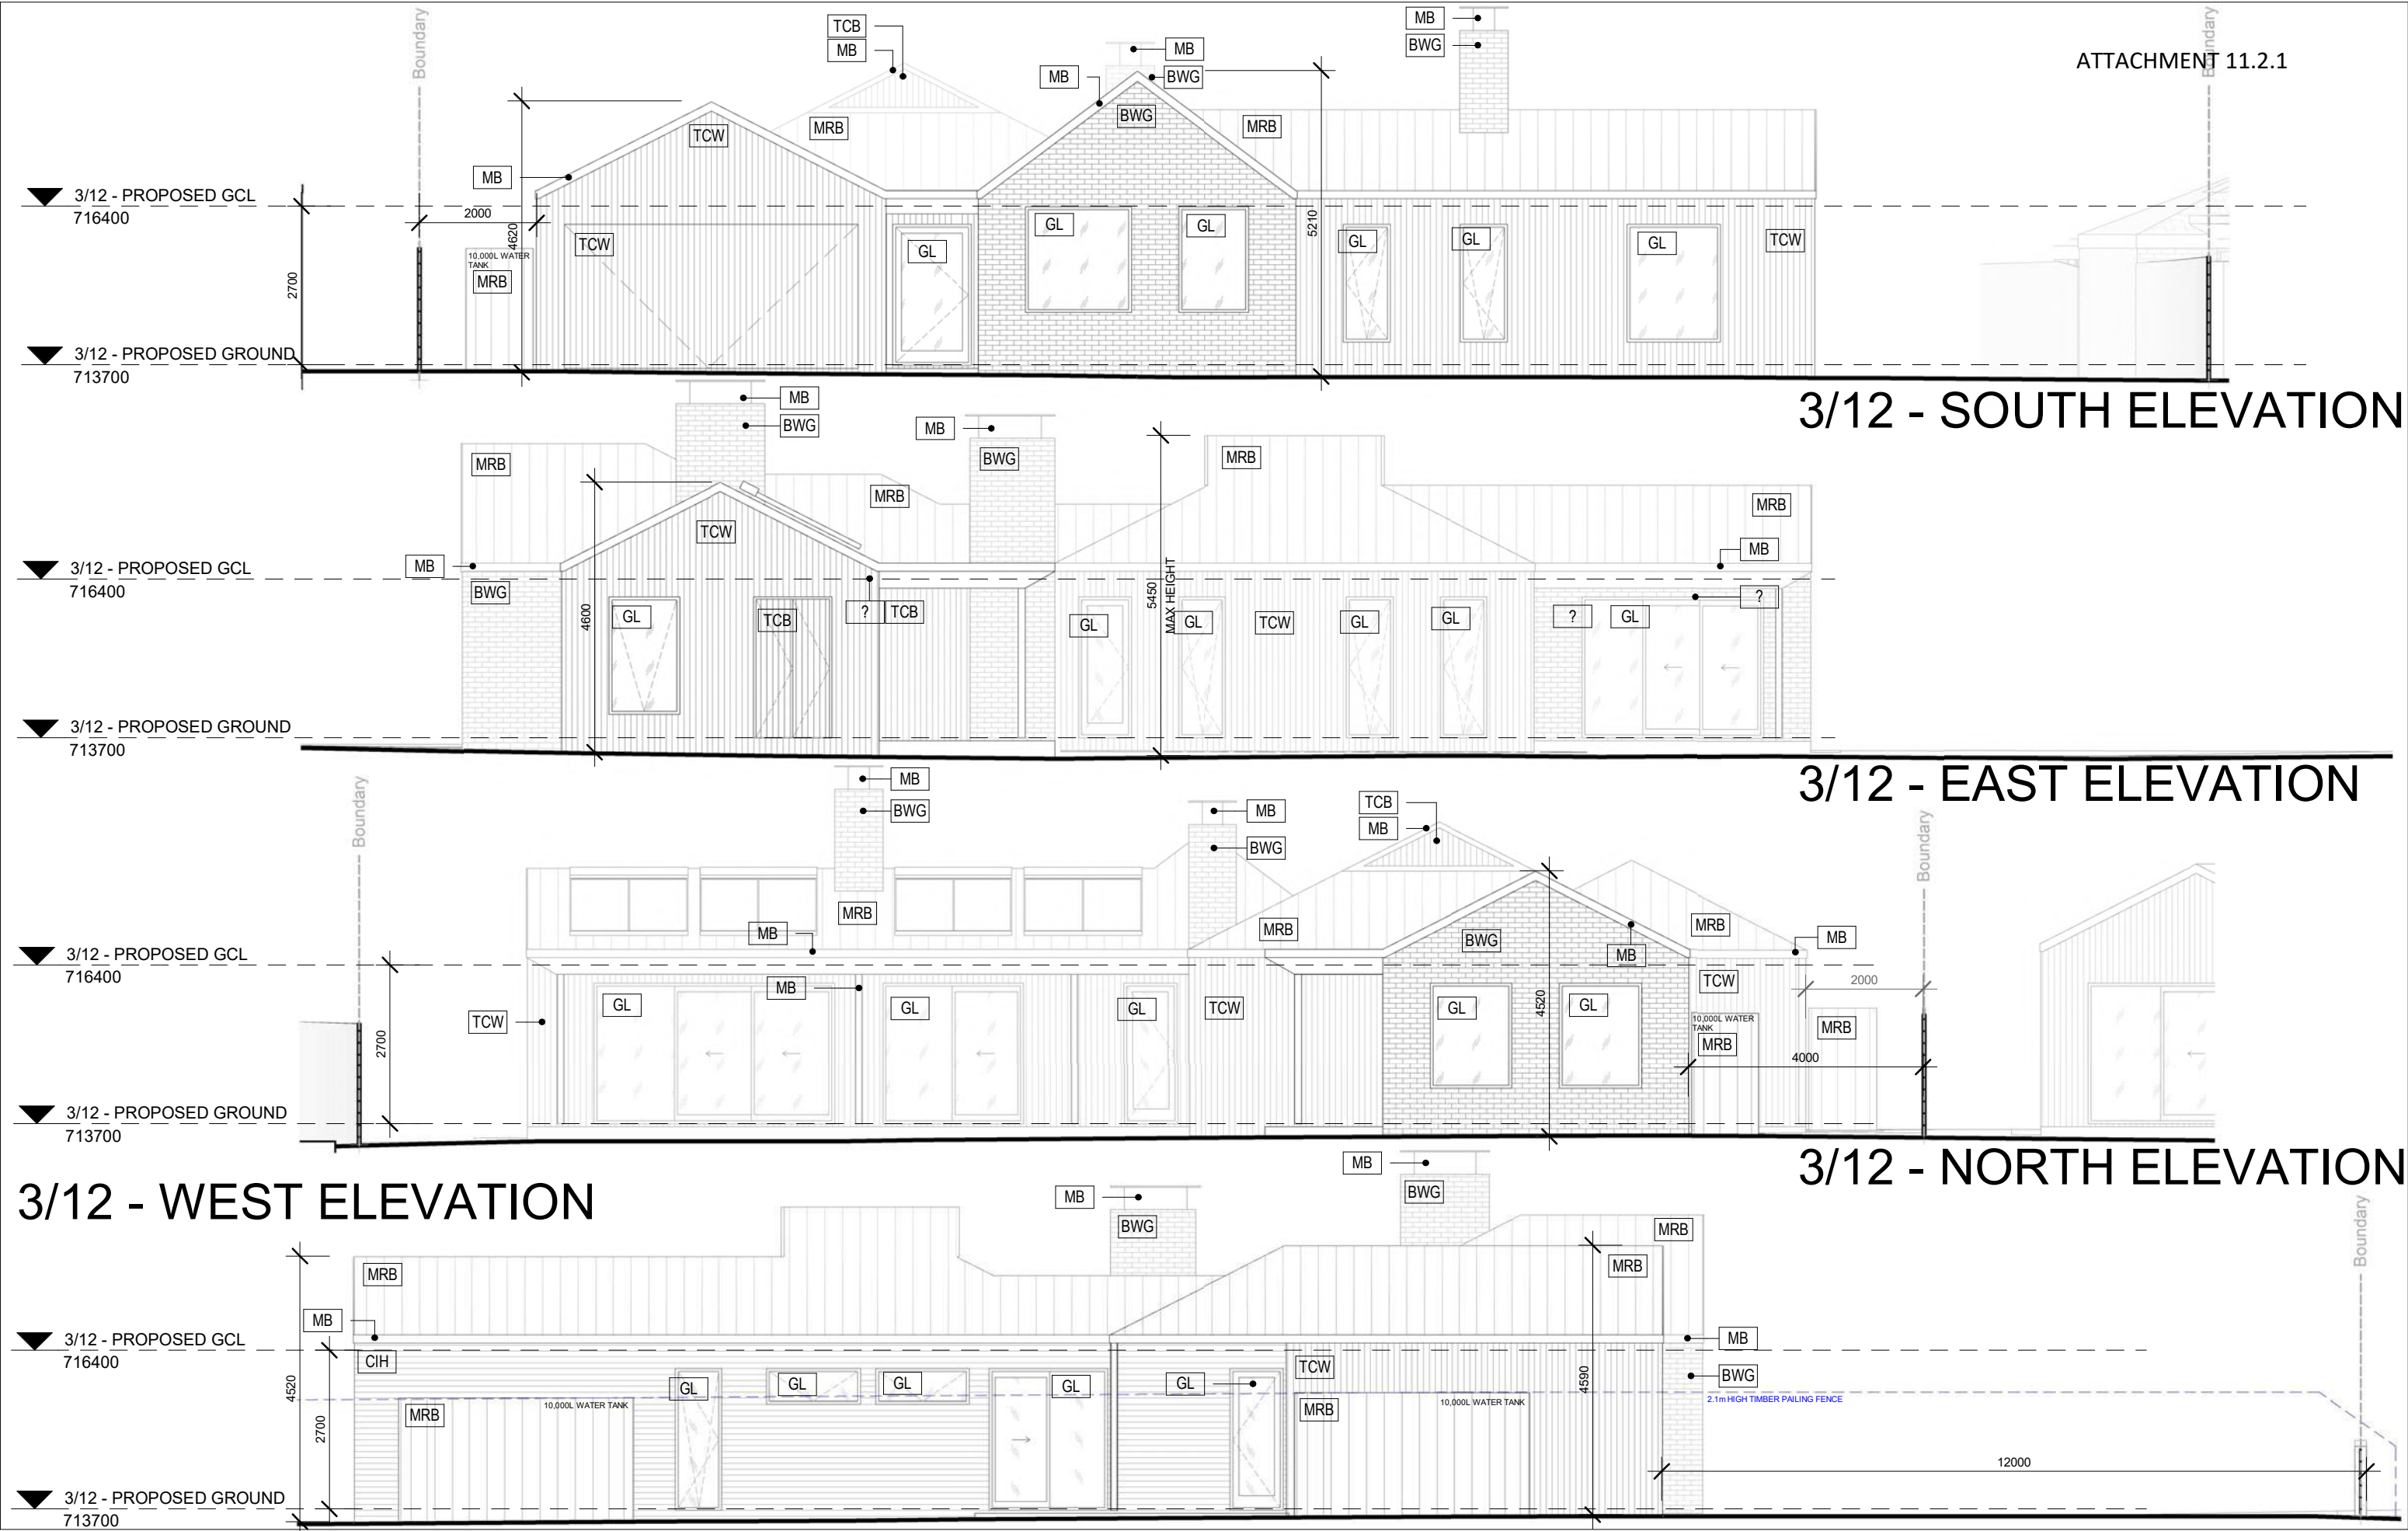 Boundary
TCB
MB
MB
BWG
MB
MB
BWG
Boundary
ATTACHMENT 11.2.1
TCW
MRB
BWG
MRB
MB
3/12 - PROPOSED GCL
716400
2000
4620
5210
2700
10,000L WATER
TANK
MRB
TCW
GL
GL
GL
GL
GL
GL
TCW
3/12 - PROPOSED GROUND
713700
3/12 - SOUTH ELEVATION
MB
BWG
MB
BWG
MRB
MRB
MRB
MRB
TCW
MB
MB
3/12 - PROPOSED GCL
716400
BWG
4600
GL
TCB
?
TCB
5450
MAX HEIGHT
GL
GL
TCW
GL
GL
?
GL
?
3/12 - PROPOSED GROUND
713700
3/12 - EAST ELEVATION
Boundary
MB
BWG
MB
BWG
TCB
MB
Boundary
MRB
MB
MRB
BWG
MB
MRB
MB
3/12 - PROPOSED GCL
716400
2700
TCW
GL
MB
GL
GL
TCW
GL
4520
GL
TCW
2000
10,000L WATER
TANK
MRB
MRB
4000
3/12 - PROPOSED GROUND
713700
3/12 - NORTH ELEVATION
3/12 - WEST ELEVATION
MB
BWG
MB
BWG
MRB
MRB
MRB
Boundary
MB
3/12 - PROPOSED GCL
716400
CIH
4520
2700
MRB
10,000L WATER TANK
GL
GL
GL
GL
GL
TCW
MRB
10,000L WATER TANK
4590
MB
BWG
2.1m HIGH TIMBER PAILING FENCE
12000
3/12 - PROPOSED GROUND
713700